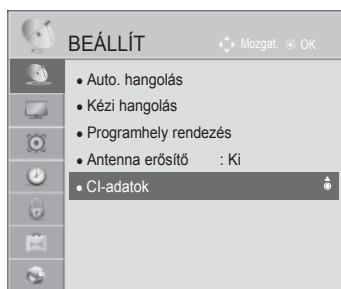 BEÁLLÍT
Mozgat. OK
• Auto. hangolás
• Kézi hangolás
• Programhely rendezés
• Antenna erősítő : Ki
• CI-adatok